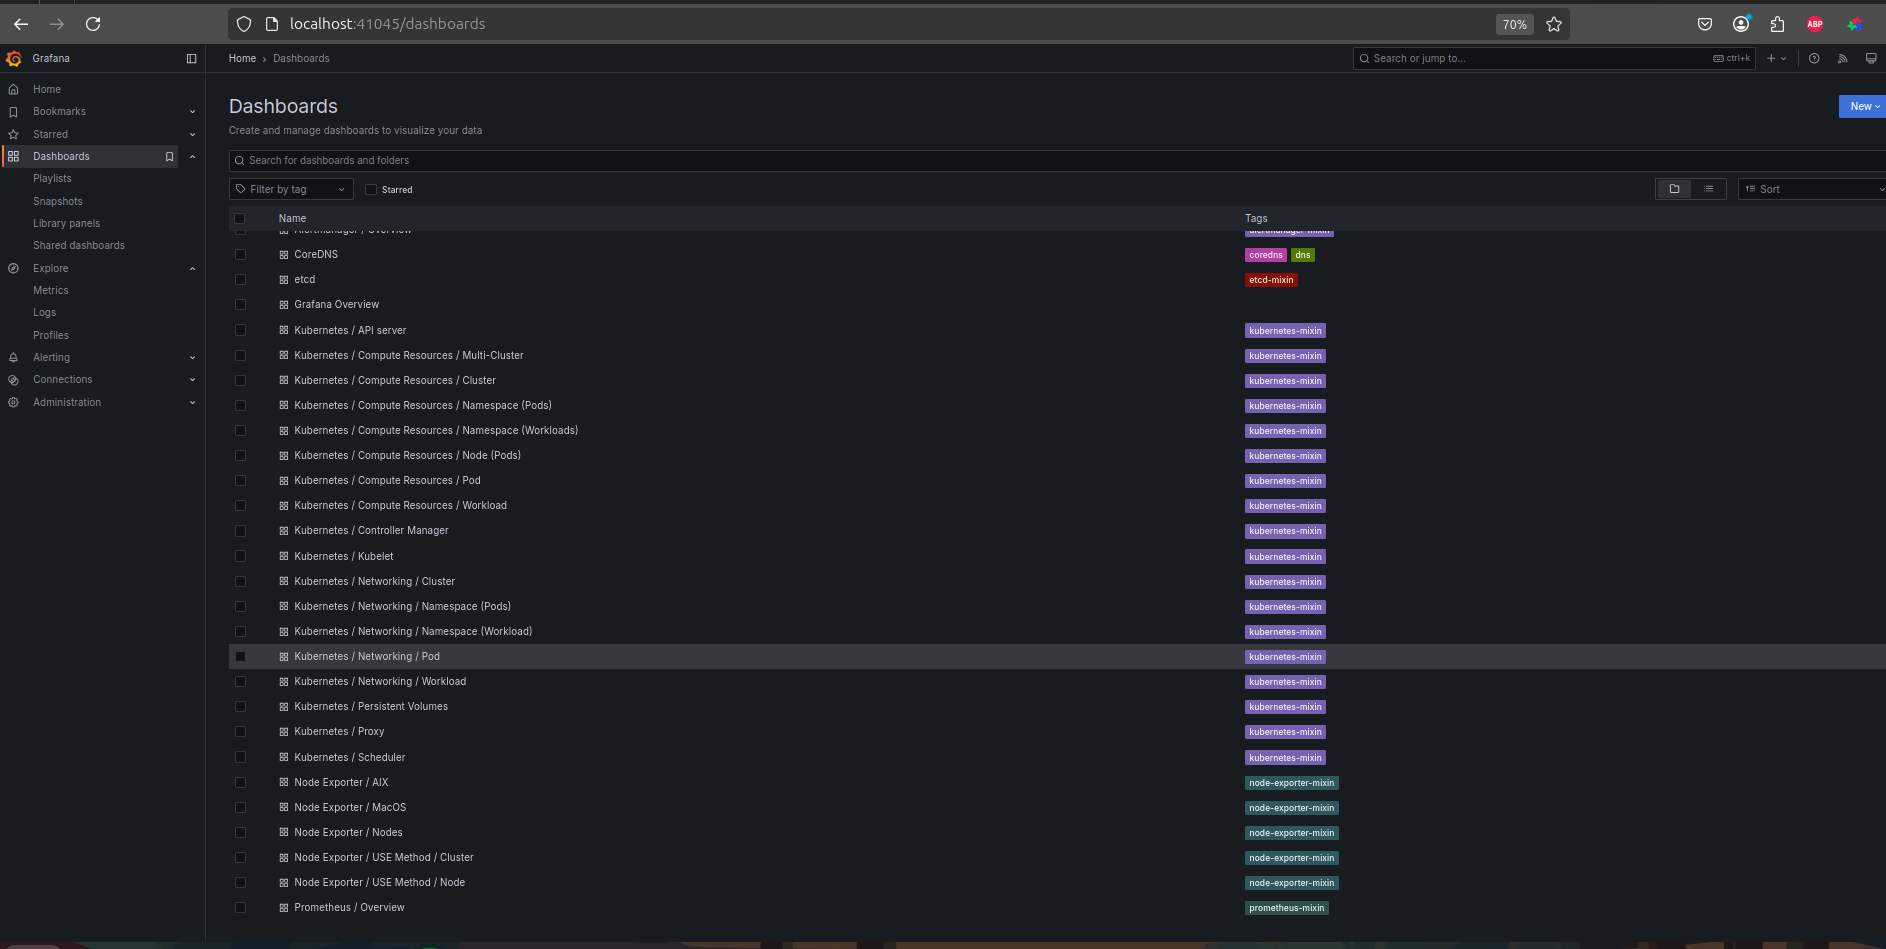 localhost:41045/dashboards
70%
ABP
Grafana
Home › Dashboards
Search or jump to...
ctrl+k
Home
Bookmarks
Starred
Dashboards
Playlists
Snapshots
Library panels
Shared dashboards
Explore
Metrics
Logs
Profiles
Alerting
Connections
Administration
Dashboards
New
Create and manage dashboards to visualize your data
Search for dashboards and folders
Filter by tag
Starred
Sort
Name Tags
Alertmanager / Overview alertmanager-mixin
CoreDNS coredns dns
etcd etcd-mixin
Grafana Overview
Kubernetes / API server kubernetes-mixin
Kubernetes / Compute Resources / Multi-Cluster kubernetes-mixin
Kubernetes / Compute Resources / Cluster kubernetes-mixin
Kubernetes / Compute Resources / Namespace (Pods) kubernetes-mixin
Kubernetes / Compute Resources / Namespace (Workloads) kubernetes-mixin
Kubernetes / Compute Resources / Node (Pods) kubernetes-mixin
Kubernetes / Compute Resources / Pod kubernetes-mixin
Kubernetes / Compute Resources / Workload kubernetes-mixin
Kubernetes / Controller Manager kubernetes-mixin
Kubernetes / Kubelet kubernetes-mixin
Kubernetes / Networking / Cluster kubernetes-mixin
Kubernetes / Networking / Namespace (Pods) kubernetes-mixin
Kubernetes / Networking / Namespace (Workload) kubernetes-mixin
Kubernetes / Networking / Pod kubernetes-mixin
Kubernetes / Networking / Workload kubernetes-mixin
Kubernetes / Persistent Volumes kubernetes-mixin
Kubernetes / Proxy kubernetes-mixin
Kubernetes / Scheduler kubernetes-mixin
Node Exporter / AIX node-exporter-mixin
Node Exporter / MacOS node-exporter-mixin
Node Exporter / Nodes node-exporter-mixin
Node Exporter / USE Method / Cluster node-exporter-mixin
Node Exporter / USE Method / Node node-exporter-mixin
Prometheus / Overview prometheus-mixin